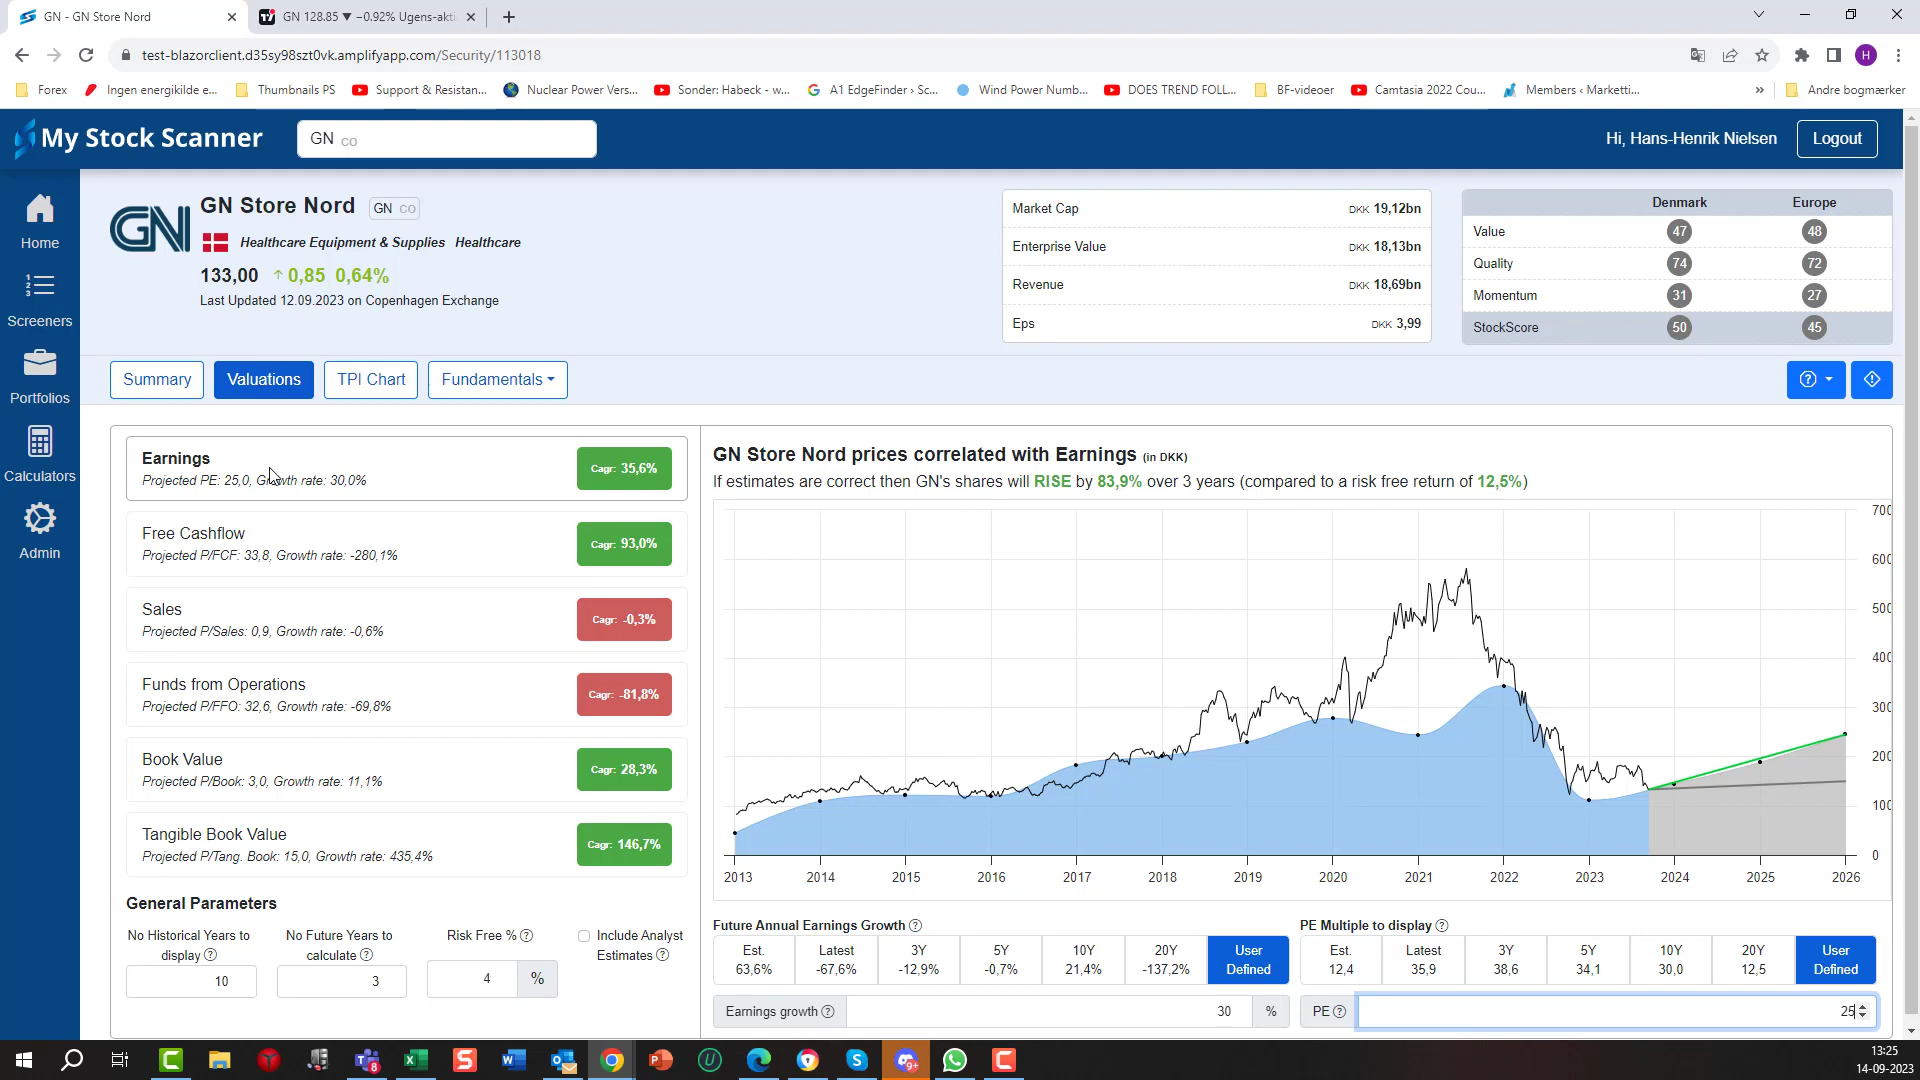 GN - GN Store Nord
GN 128.85 ▼ −0.92% Ugens-akti
test-blazorclient.d35sy98szt0vk.amplifyapp.com/Security/113018
Forex
Ingen energikilde e...
Thumbnails PS
Support & Resistan...
Nuclear Power Vers...
Sonder: Habeck - w...
A1 EdgeFinder › Sc...
Wind Power Numb...
DOES TREND FOLL...
BF-videoer
Camtasia 2022 Cou...
Members ‹ Marketti...
»
Andre bogmærker
My Stock Scanner
GN co
Hi, Hans-Henrik Nielsen
Logout
Home
Screeners
Portfolios
Calculators
Admin
GN
GN Store Nord
GN co
Healthcare Equipment & Supplies Healthcare
133,00 ↑ 0,85 0,64%
Last Updated 12.09.2023 on Copenhagen Exchange
Market Cap DKK 19,12bn
Enterprise Value DKK 18,13bn
Revenue DKK 18,69bn
Eps DKK 3,99
Denmark Europe
Value 47 48
Quality 74 72
Momentum 31 27
StockScore 50 45
Summary
Valuations
TPI Chart
Fundamentals
Earnings
Projected PE: 25,0, Growth rate: 30,0%
Cagr: 35,6%
Free Cashflow
Projected P/FCF: 33,8, Growth rate: -280,1%
Cagr: 93,0%
Sales
Projected P/Sales: 0,9, Growth rate: -0,6%
Cagr: -0,3%
Funds from Operations
Projected P/FFO: 32,6, Growth rate: -69,8%
Cagr: -81,8%
Book Value
Projected P/Book: 3,0, Growth rate: 11,1%
Cagr: 28,3%
Tangible Book Value
Projected P/Tang. Book: 15,0, Growth rate: 435,4%
Cagr: 146,7%
General Parameters
No Historical Years to
display
10
No Future Years to
calculate
3
Risk Free %
4 %
Include Analyst
Estimates
GN Store Nord prices correlated with Earnings (in DKK)
If estimates are correct then GN's shares will RISE by 83,9% over 3 years (compared to a risk free return of 12,5%)
700
600
500
400
300
200
100
0
2013 2014 2015 2016 2017 2018 2019 2020 2021 2022 2023 2024 2025 2026
Future Annual Earnings Growth
Est. Latest 3Y 5Y 10Y 20Y User
63,6% -67,6% -12,9% -0,7% 21,4% -137,2% Defined
Earnings growth 30 %
PE Multiple to display
Est. Latest 3Y 5Y 10Y 20Y User
12,4 35,9 38,6 34,1 30,0 12,5 Defined
PE 25
13:25
14-09-2023